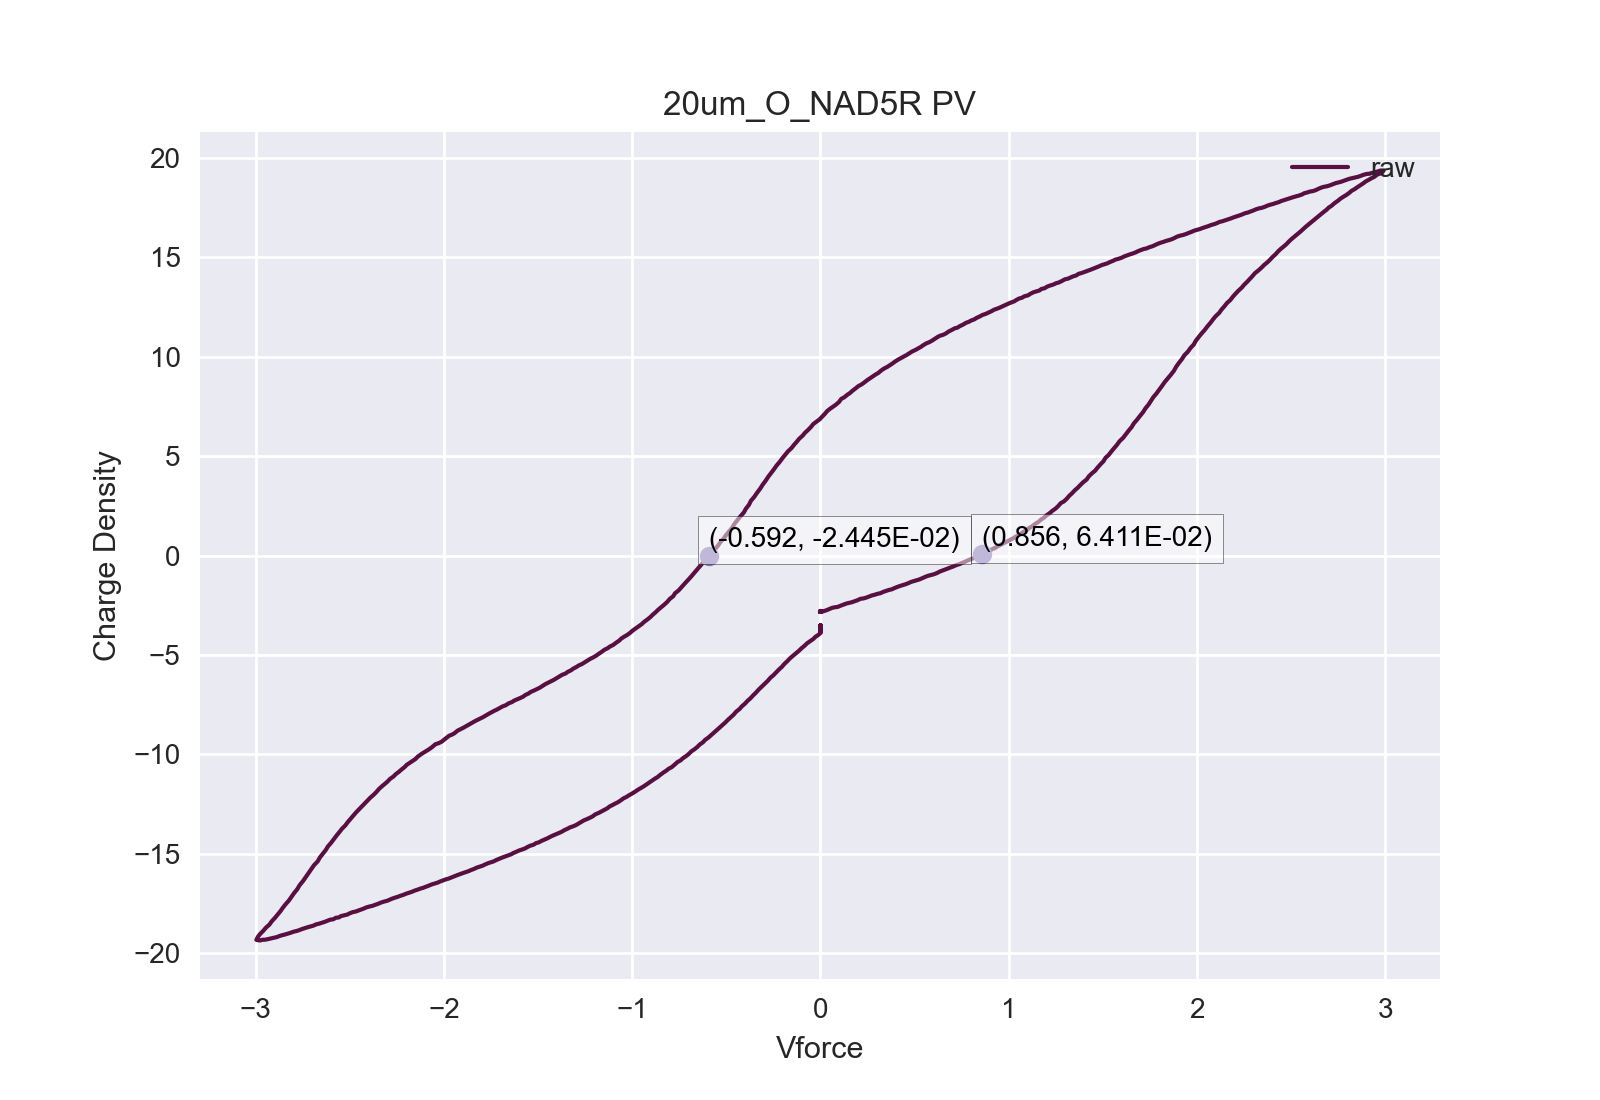 20um_O_NAD5R PV
raw
20
15
10
5
0
−5
−10
−15
−20
Charge Density
(-0.592, -2.445E-02)
(0.856, 6.411E-02)
−3
−2
−1
0
1
2
3
Vforce